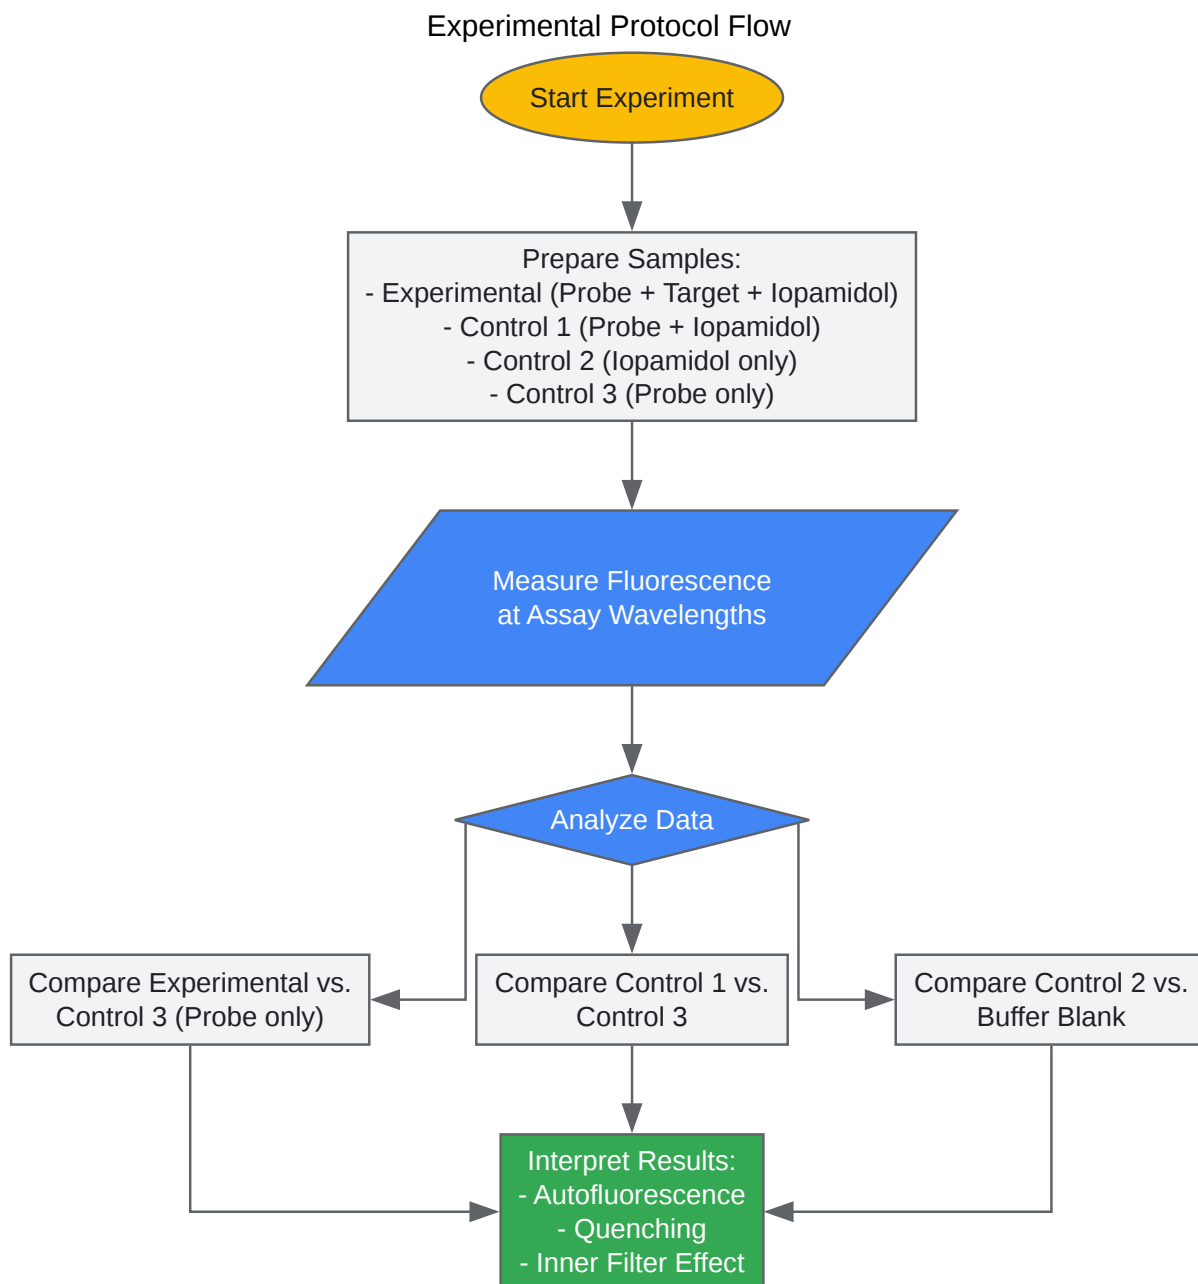 Experimental Protocol Flow
Start Experiment
Prepare Samples:
- Experimental (Probe + Target + Iopamidol)
- Control 1 (Probe + Iopamidol)
- Control 2 (Iopamidol only)
- Control 3 (Probe only)
Measure Fluorescence
at Assay Wavelengths
Analyze Data
Compare Experimental vs.
Control 3 (Probe only)
Compare Control 1 vs.
Control 3
Compare Control 2 vs.
Buffer Blank
Interpret Results:
- Autofluorescence
- Quenching
- Inner Filter Effect